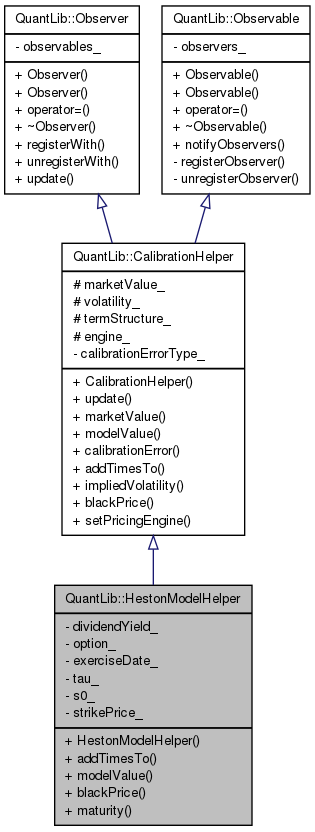 QuantLib::Observer
- observables_
+ Observer()
+ Observer()
+ operator=()
+ ~Observer()
+ registerWith()
+ unregisterWith()
+ update()
QuantLib::Observable
- observers_
+ Observable()
+ Observable()
+ operator=()
+ ~Observable()
+ notifyObservers()
- registerObserver()
- unregisterObserver()
QuantLib::CalibrationHelper
# marketValue_
# volatility_
# termStructure_
# engine_
- calibrationErrorType_
+ CalibrationHelper()
+ update()
+ marketValue()
+ modelValue()
+ calibrationError()
+ addTimesTo()
+ impliedVolatility()
+ blackPrice()
+ setPricingEngine()
QuantLib::HestonModelHelper
- dividendYield_
- option_
- exerciseDate_
- tau_
- s0_
- strikePrice_
+ HestonModelHelper()
+ addTimesTo()
+ modelValue()
+ blackPrice()
+ maturity()